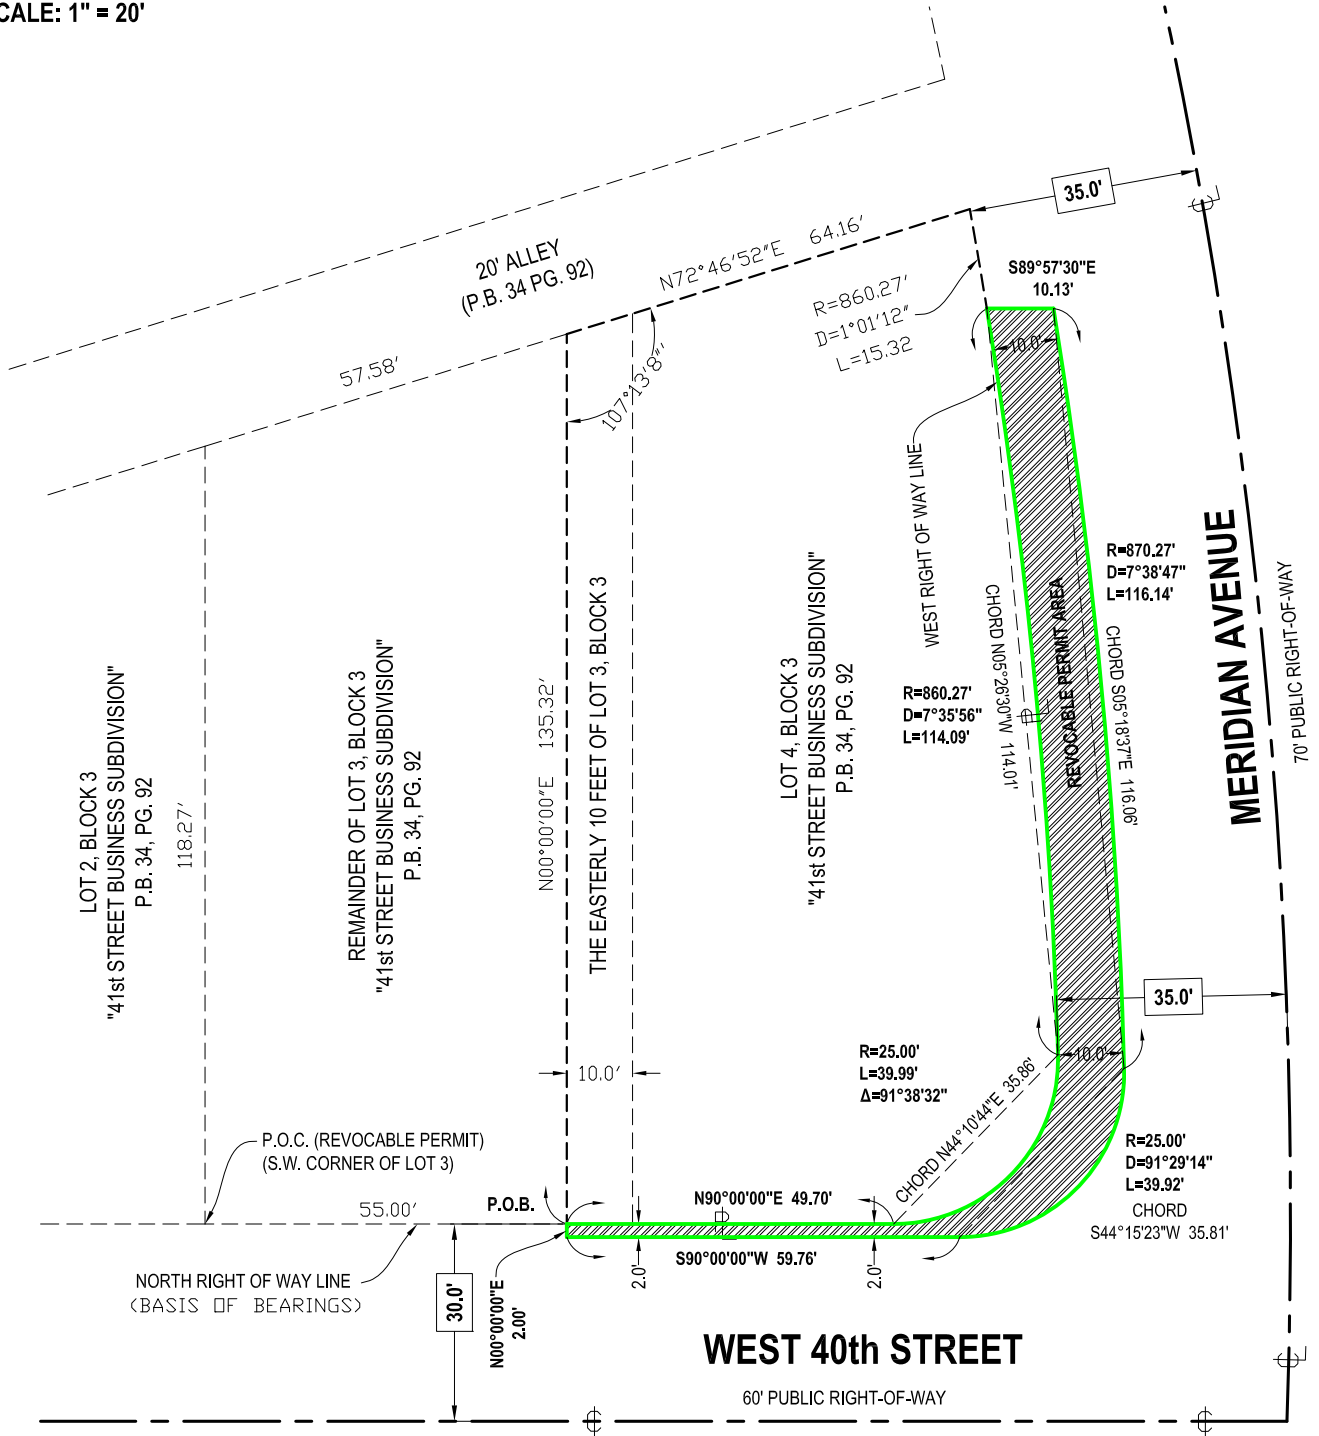 CALE: 1" = 20'
35.0'
20' ALLEY
(P.B. 34 PG. 92)
N72°46'52"E 64.16'
S89°57'30"E
10.13'
R=860.27'
D=1°01'12"
L=15.32
10.0'
57.58'
107°13'8"
WEST RIGHT OF WAY LINE
MERIDIAN AVENUE
70' PUBLIC RIGHT-OF-WAY
R=870.27'
D=7°38'47"
L=116.14'
CHORD N05°26'30"W 114.01'
REVOCABLE PERMIT AREA
CHORD S05°18'37"E 116.06'
R=860.27'
D=7°35'56"
L=114.09'
LOT 2, BLOCK 3
"41st STREET BUSINESS SUBDIVISION"
P.B. 34, PG. 92
118.27'
REMAINDER OF LOT 3, BLOCK 3
"41st STREET BUSINESS SUBDIVISION"
P.B. 34, PG. 92
N00°00'00"E 135.32'
THE EASTERLY 10 FEET OF LOT 3, BLOCK 3
LOT 4, BLOCK 3
"41st STREET BUSINESS SUBDIVISION"
P.B. 34, PG. 92
35.0'
10.0'
10.0'
R=25.00'
L=39.99'
Δ=91°38'32"
CHORD N44°10'44"E 35.86'
P.O.C. (REVOCABLE PERMIT)
(S.W. CORNER OF LOT 3)
R=25.00'
D=91°29'14"
L=39.92'
CHORD
S44°15'23"W 35.81'
55.00'
P.O.B.
N90°00'00"E 49.70'
S90°00'00"W 59.76'
2.0'
2.0'
NORTH RIGHT OF WAY LINE
(BASIS OF BEARINGS)
30.0'
N00°00'00"E
2.00'
WEST 40th STREET
60' PUBLIC RIGHT-OF-WAY